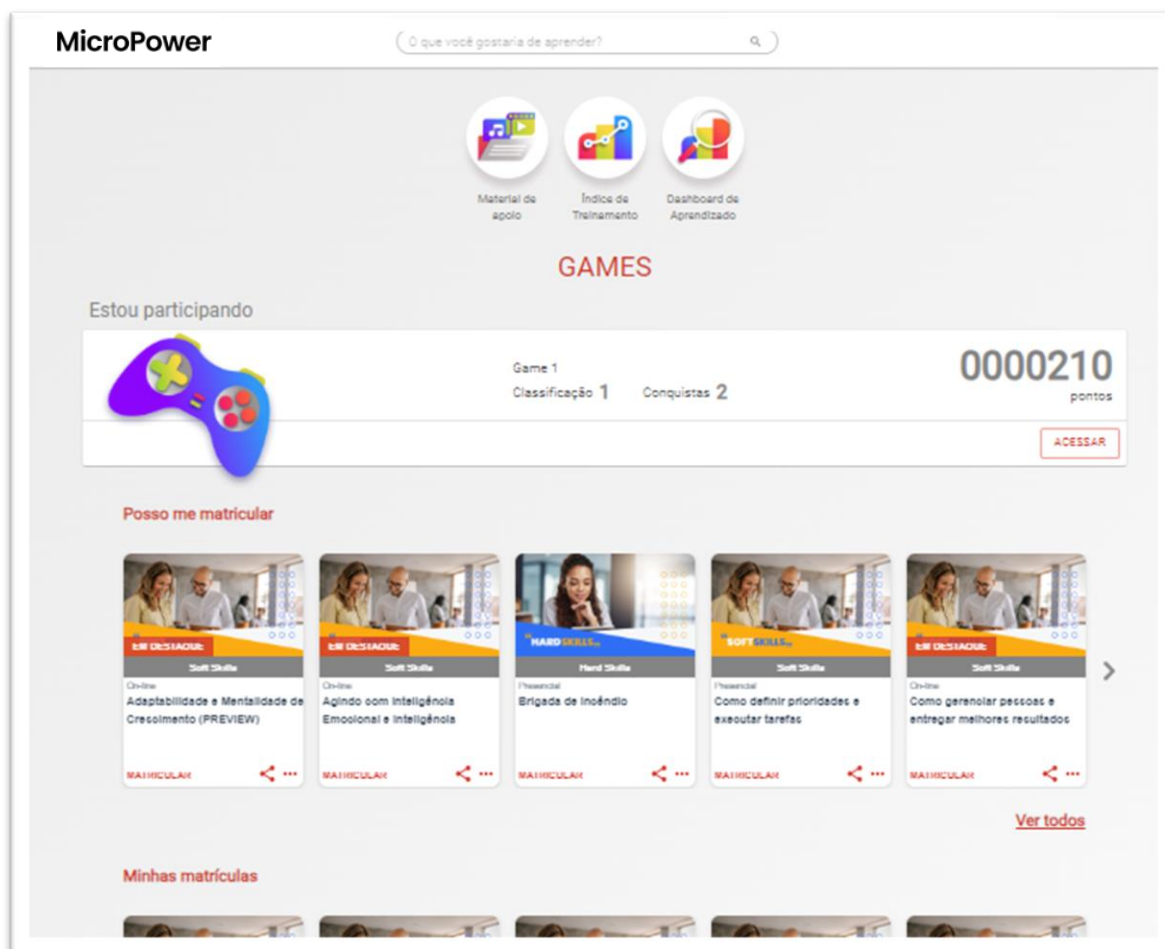 MicroPower
O que você gostaria de aprender?
Material de
apoio
Índice de
Treinamento
Dashboard de
Aprendizado
GAMES
Estou participando
Game 1
Classificação 1 Conquistas 2
0000210
pontos
ACESSAR
Posso me matricular
EM DESTAQUE
Soft Skills
On-line
Adaptabilidade e Mentalidade de
Crescimento (PREVIEW)
MATRICULAR
EM DESTAQUE
Soft Skills
On-line
Agindo com Inteligência
Emocional e Inteligência
MATRICULAR
"HARD SKILLS„
Hard Skills
Presencial
Brigada de Incêndio
MATRICULAR
"SOFT SKILLS„
Soft Skills
Presencial
Como definir prioridades e
executar tarefas
MATRICULAR
EM DESTAQUE
Soft Skills
On-line
Como gerenciar pessoas e
entregar melhores resultados
MATRICULAR
Ver todos
Minhas matrículas